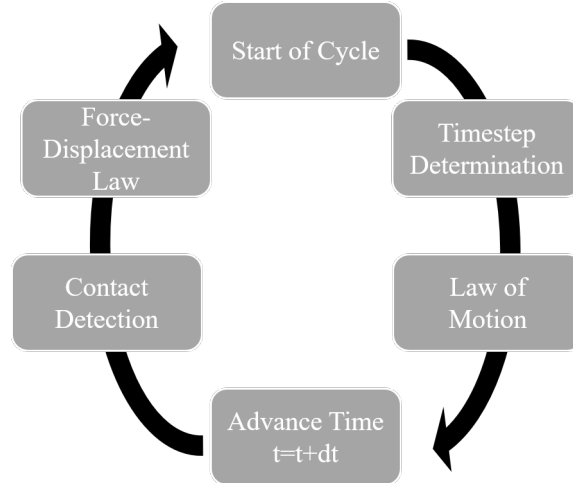 Start of Cycle
Timestep
Determination
Law of
Motion
Advance Time
t=t+dt
Contact
Detection
Force-
Displacement
Law